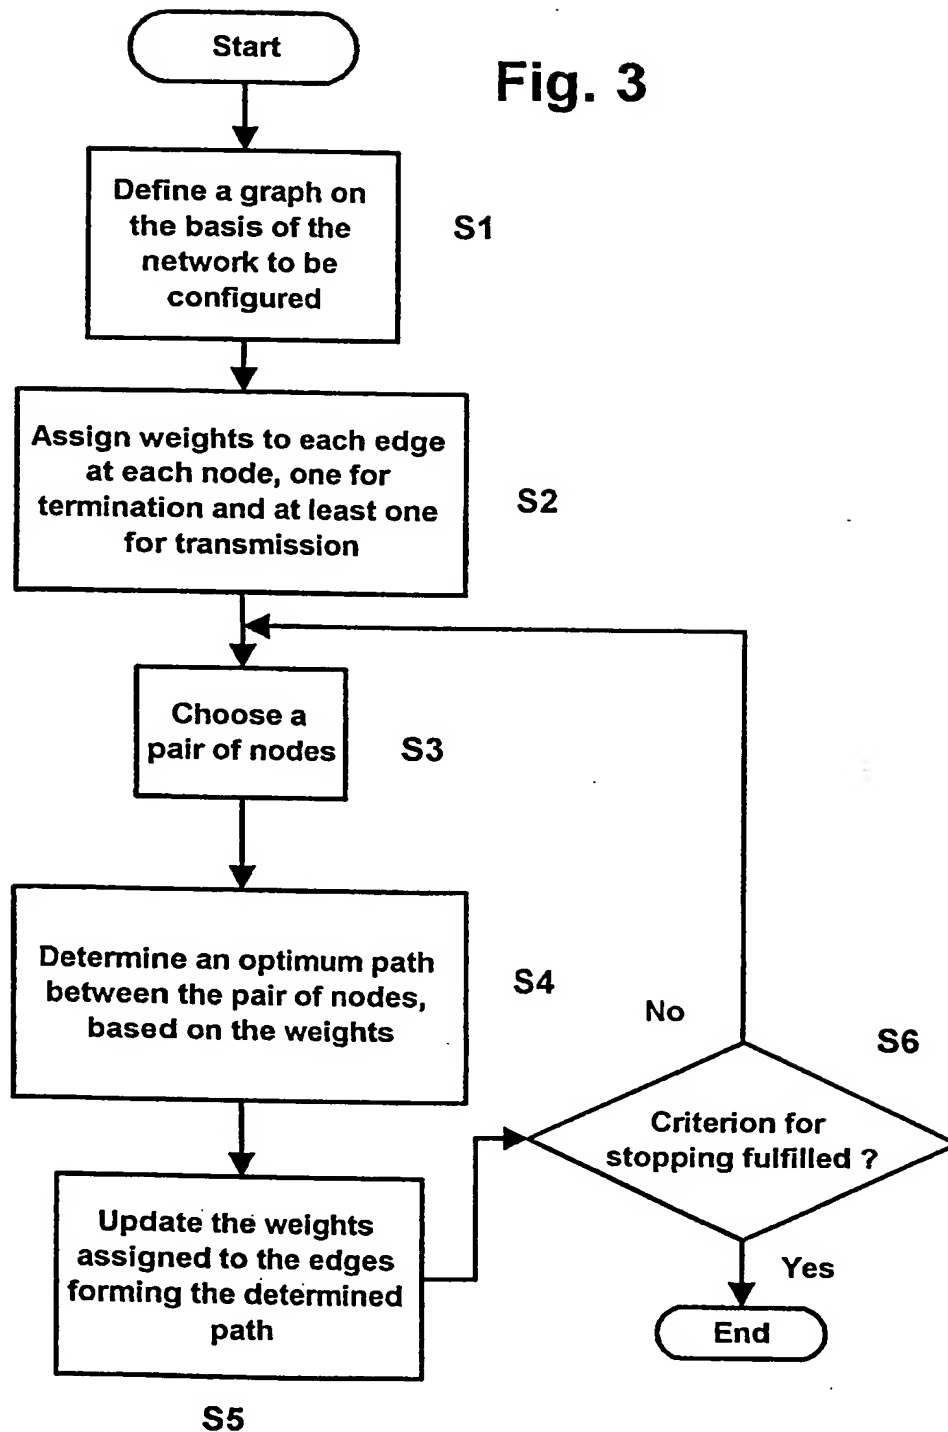 Start
Fig. 3
Define a graph on
the basis of the
network to be
configured
S1
Assign weights to each edge
at each node, one for
termination and at least one
for transmission
S2
Choose a
pair of nodes
S3
Determine an optimum path
between the pair of nodes,
based on the weights
S4
No
S6
Criterion for
stopping fulfilled ?
Update the weights
assigned to the edges
forming the determined
path
Yes
End
S5